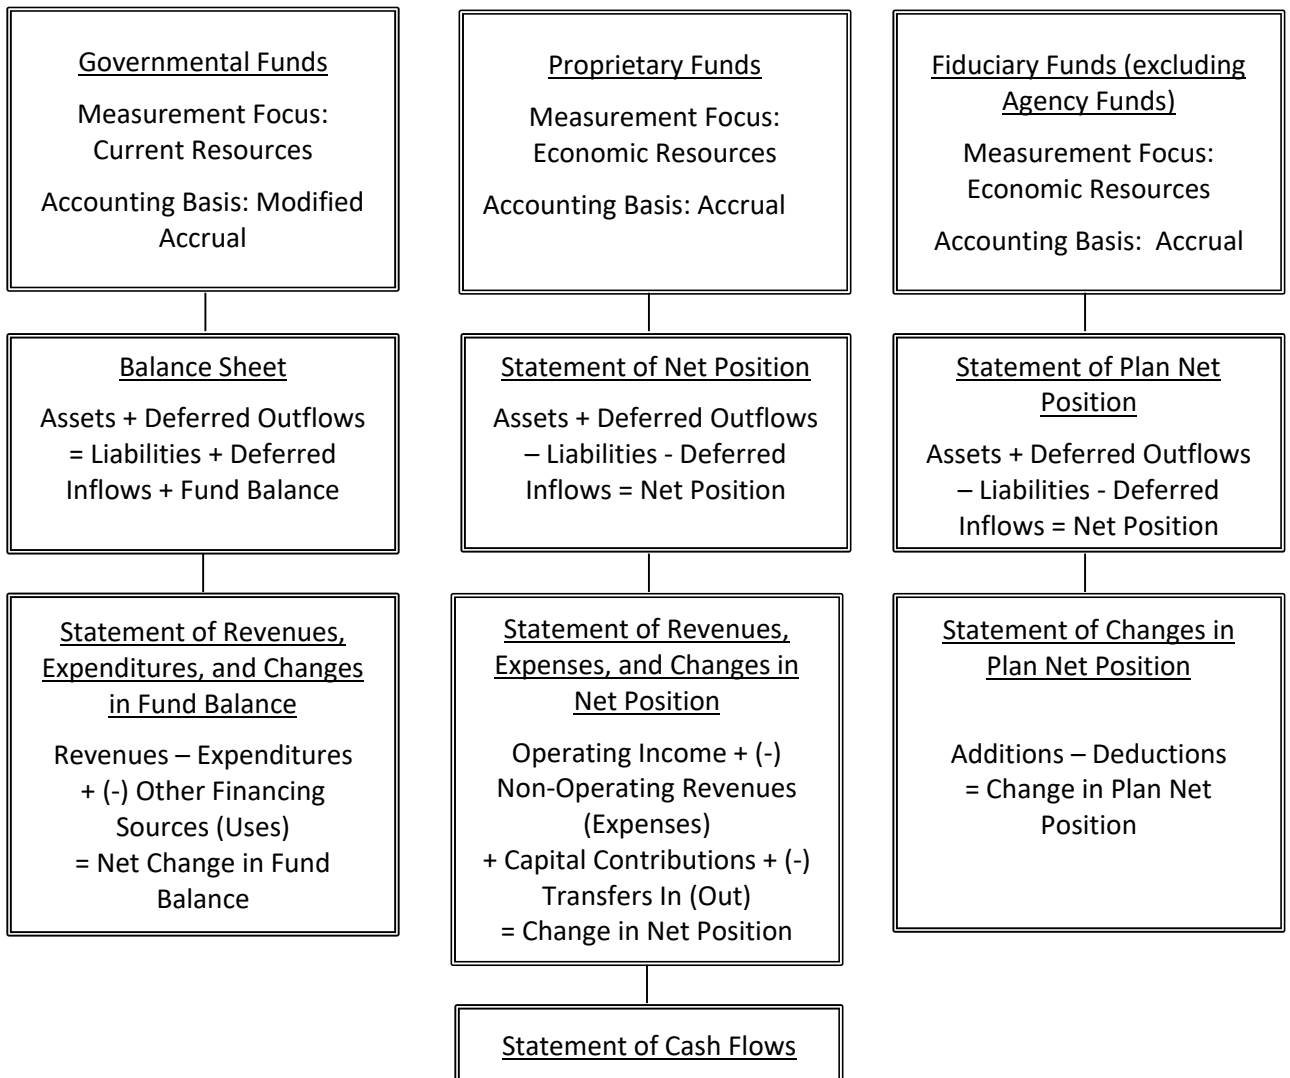 Governmental Funds
Measurement Focus:
Current Resources
Accounting Basis: Modified
Accrual
Balance Sheet
Assets + Deferred Outflows
= Liabilities + Deferred
Inflows + Fund Balance
Statement of Revenues,
Expenditures, and Changes
in Fund Balance
Revenues – Expenditures
+ (-) Other Financing
Sources (Uses)
= Net Change in Fund
Balance
Proprietary Funds
Measurement Focus:
Economic Resources
Accounting Basis: Accrual
Statement of Net Position
Assets + Deferred Outflows
– Liabilities - Deferred
Inflows = Net Position
Statement of Revenues,
Expenses, and Changes in
Net Position
Operating Income + (-)
Non-Operating Revenues
(Expenses)
+ Capital Contributions + (-)
Transfers In (Out)
= Change in Net Position
Statement of Cash Flows
Fiduciary Funds (excluding
Agency Funds)
Measurement Focus:
Economic Resources
Accounting Basis:  Accrual
Statement of Plan Net
Position
Assets + Deferred Outflows
– Liabilities - Deferred
Inflows = Net Position
Statement of Changes in
Plan Net Position
Additions – Deductions
= Change in Plan Net
Position